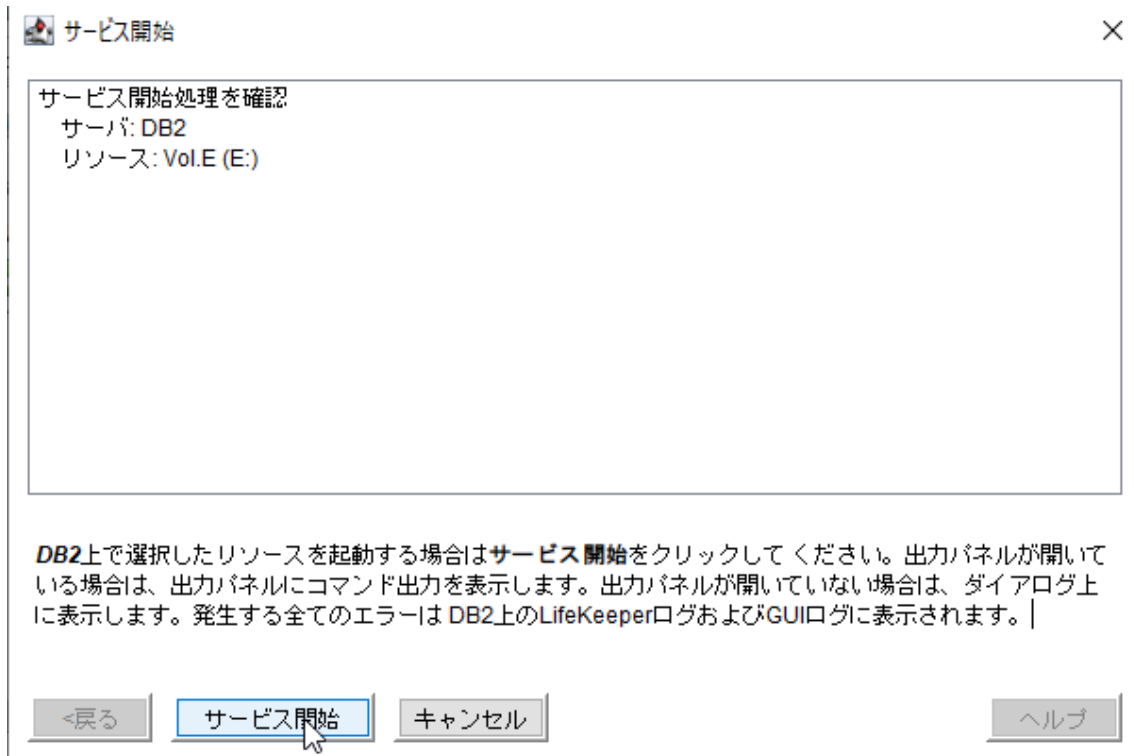 サービス開始
サービス開始処理を確認
サーバ: DB2
リソース: Vol.E (E:)
DB2上で選択したリソースを起動する場合はサービス開始をクリックして ください。出力パネルが開いて
いる場合は、出力パネルにコマンド出力を表示します。出力パネルが開いていない場合は、ダイアログ上
に表示します。発生する全てのエラーは DB2上のLifeKeeperログおよびGUIログに表示されます。
<戻る
サービス開始
キャンセル
ヘルプ